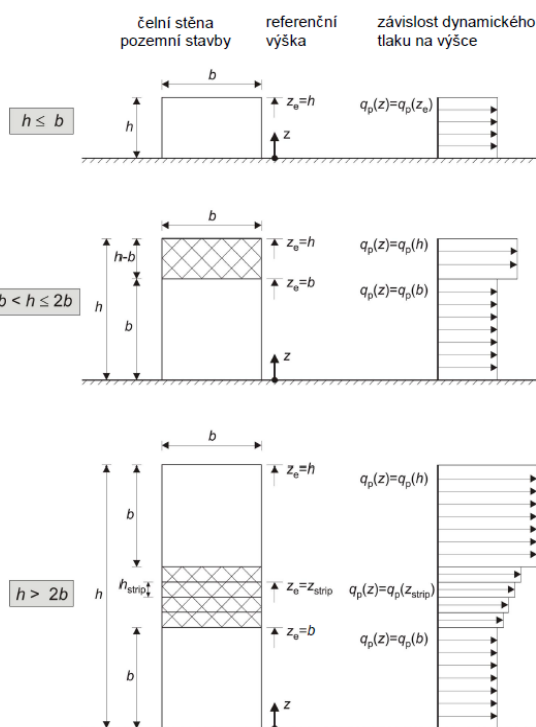 čelní stěna
pozemní stavby
referenční
výška
závislost dynamického
tlaku na výšce
h ≤ b
b
h
z_e=h
z
q_p(z)=q_p(z_e)
b < h ≤ 2b
b
h-b
h
b
z_e=h
z_e=b
z
q_p(z)=q_p(h)
q_p(z)=q_p(b)
h > 2b
b
b
h
h_strip
b
z_e=h
z_e=z_strip
z_e=b
z
q_p(z)=q_p(h)
q_p(z)=q_p(z_strip)
q_p(z)=q_p(b)